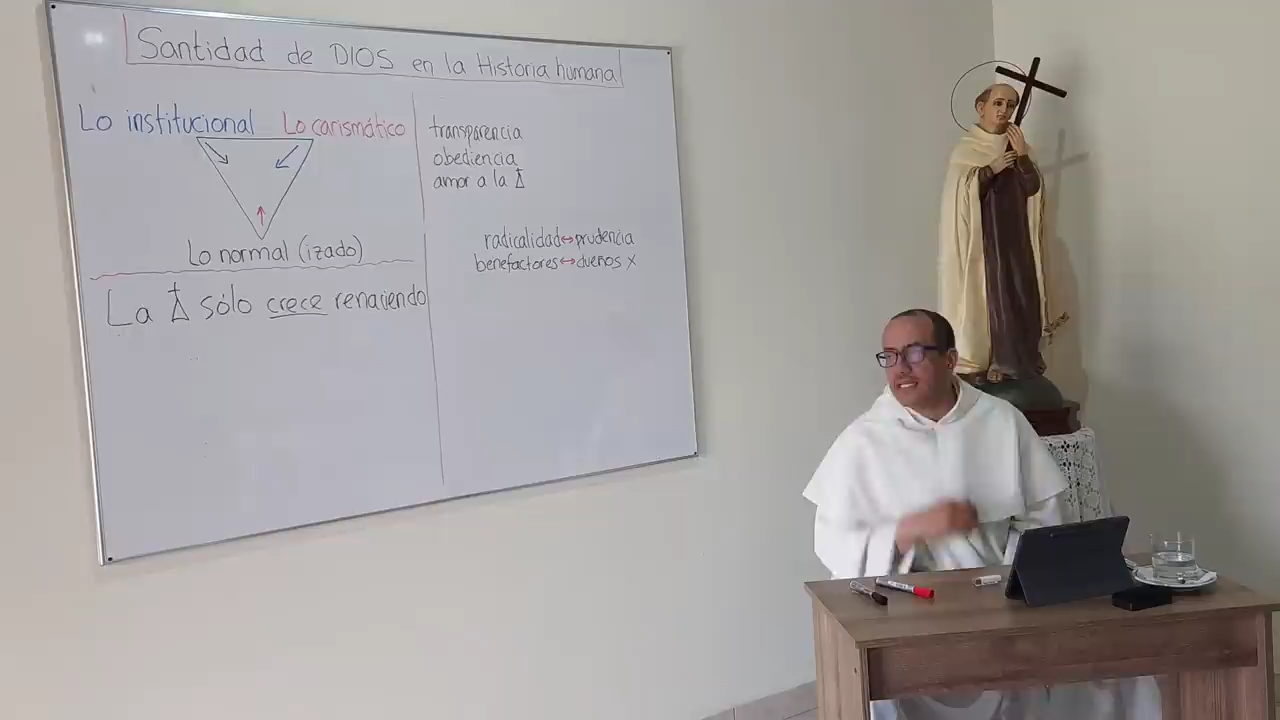 Santidad de DIOS en la Historia humana
Lo institucional
Lo carismático
Lo normal (izado)
La sólo crece renaciendo
transparencia
obediencia
amor a la
radicalidad ↔ prudencia
benefactores ↔ dueños x